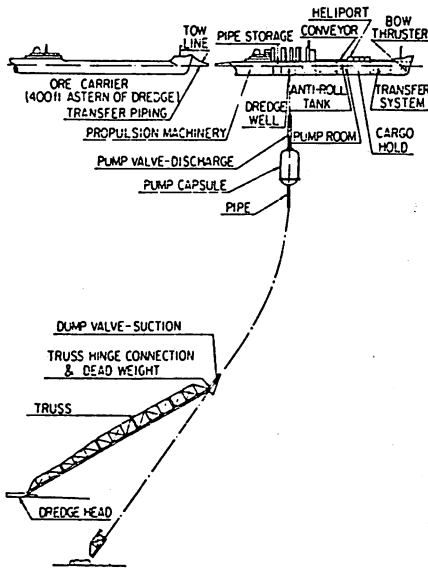 HELIPORT
CONVEYOR
BOW
THRUSTER
PIPE STORAGE
TOW
LINE
ORE CARRIER
(400ft ASTERN OF DREDGE)
TRANSFER PIPING
PROPULSION MACHINERY
DREDGE
WELL
ANTI-ROLL
TANK
TRANSFER
SYSTEM
PUMP ROOM
CARGO
HOLD
PUMP VALVE-DISCHARGE
PUMP CAPSULE
PIPE
DUMP VALVE-SUCTION
TRUSS HINGE CONNECTION
& DEAD WEIGHT
TRUSS
DREDGE HEAD